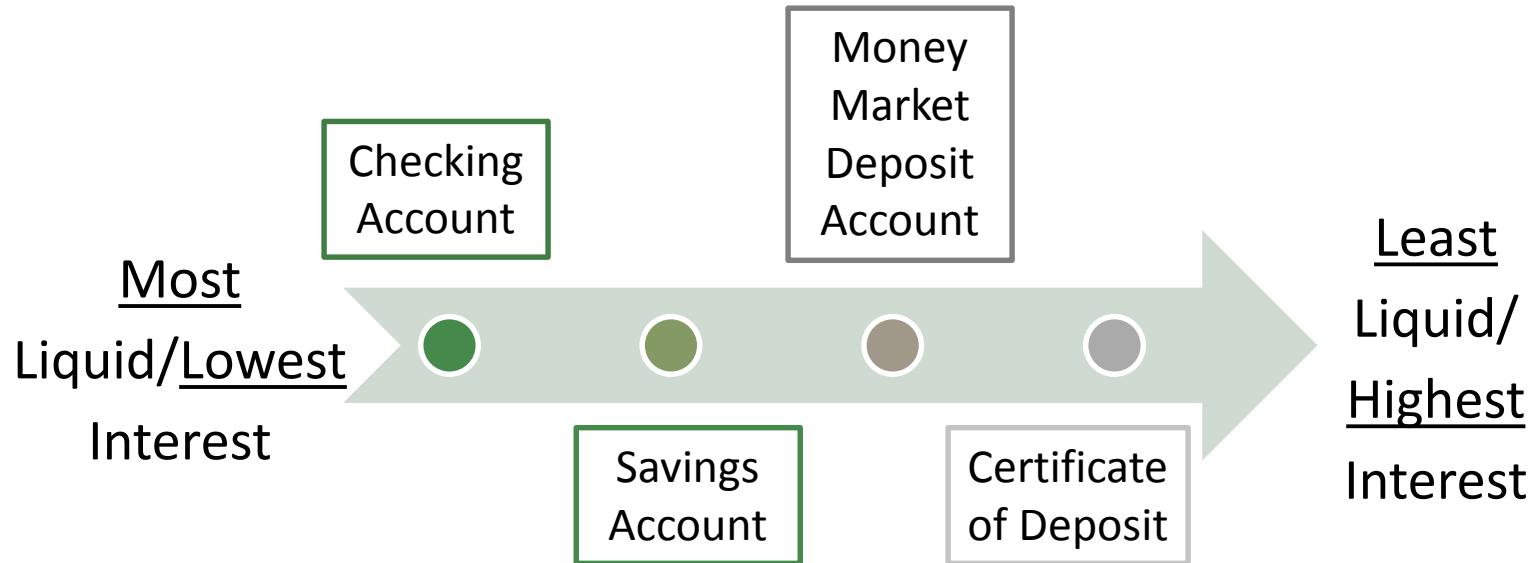 Most
Liquid/Lowest
Interest
Checking
Account
Savings
Account
Money
Market
Deposit
Account
Certificate
of Deposit
Least
Liquid/
Highest
Interest